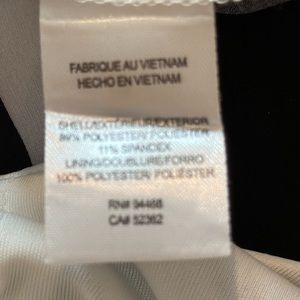 FABRIQUE AU VIETNAM
HECHO EN VIETNAM
SHELL/EXTÉRIEUR/EXTERIOR
89% POLYESTER/POLIESTER
11% SPANDEX
LINING/DOUBLURE/FORRO
100% POLYESTER/POLIESTER
RN# 94468
CA# 52362